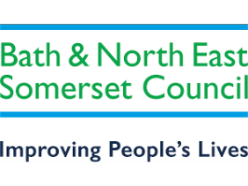 Bath & North East
Somerset Council
Improving People's Lives